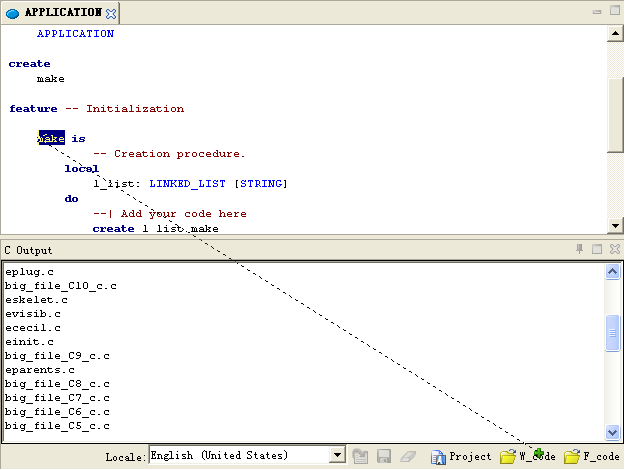 APPLICATION
APPLICATION
create
make
feature -- Initialization
make is
-- Creation procedure.
local
l_list: LINKED_LIST [STRING]
do
--| Add your code here
create l_list.make
C Output
eplug.c
big_file_C10_c.c
eskelet.c
evisib.c
ececil.c
einit.c
big_file_C9_c.c
eparents.c
big_file_C8_c.c
big_file_C7_c.c
big_file_C6_c.c
big_file_C5_c.c
Locale: English (United States) Project W_code F_code